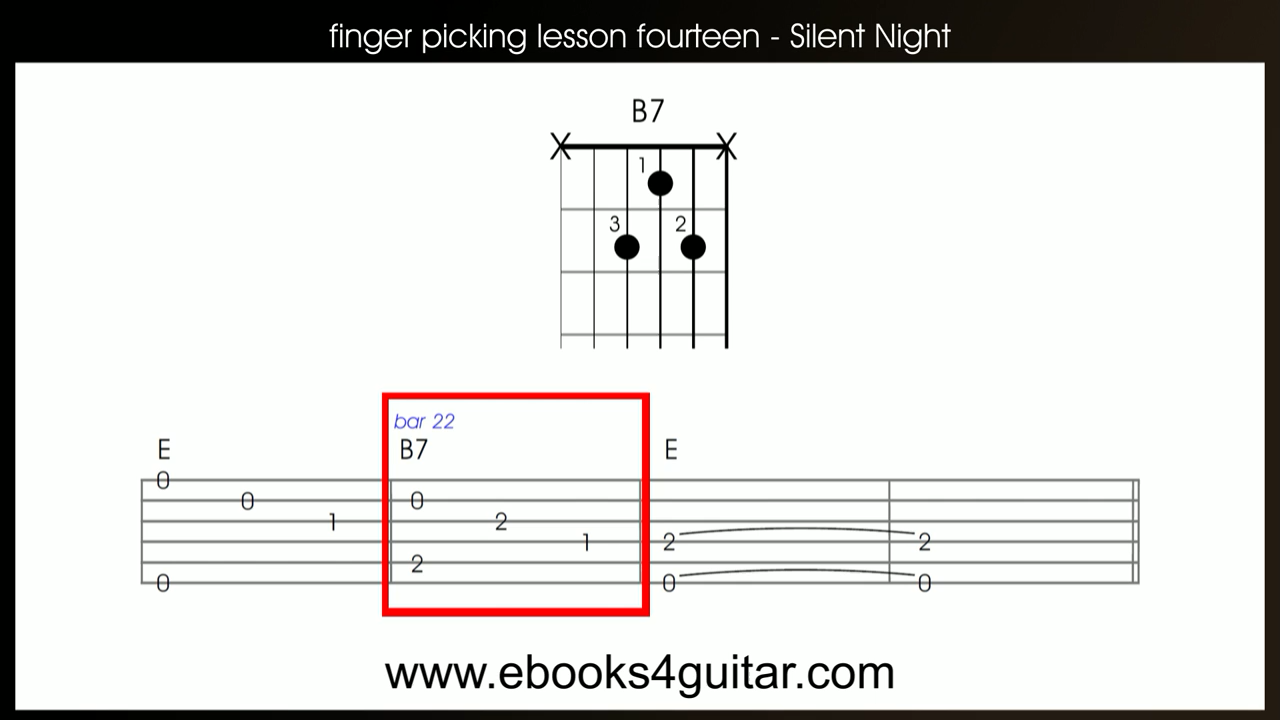 finger picking lesson fourteen - Silent Night
B7
X X
1
3 2
bar 22
E B7 E
0
0 0
1 2
1 2 2
2
0 0 0
www.ebooks4guitar.com